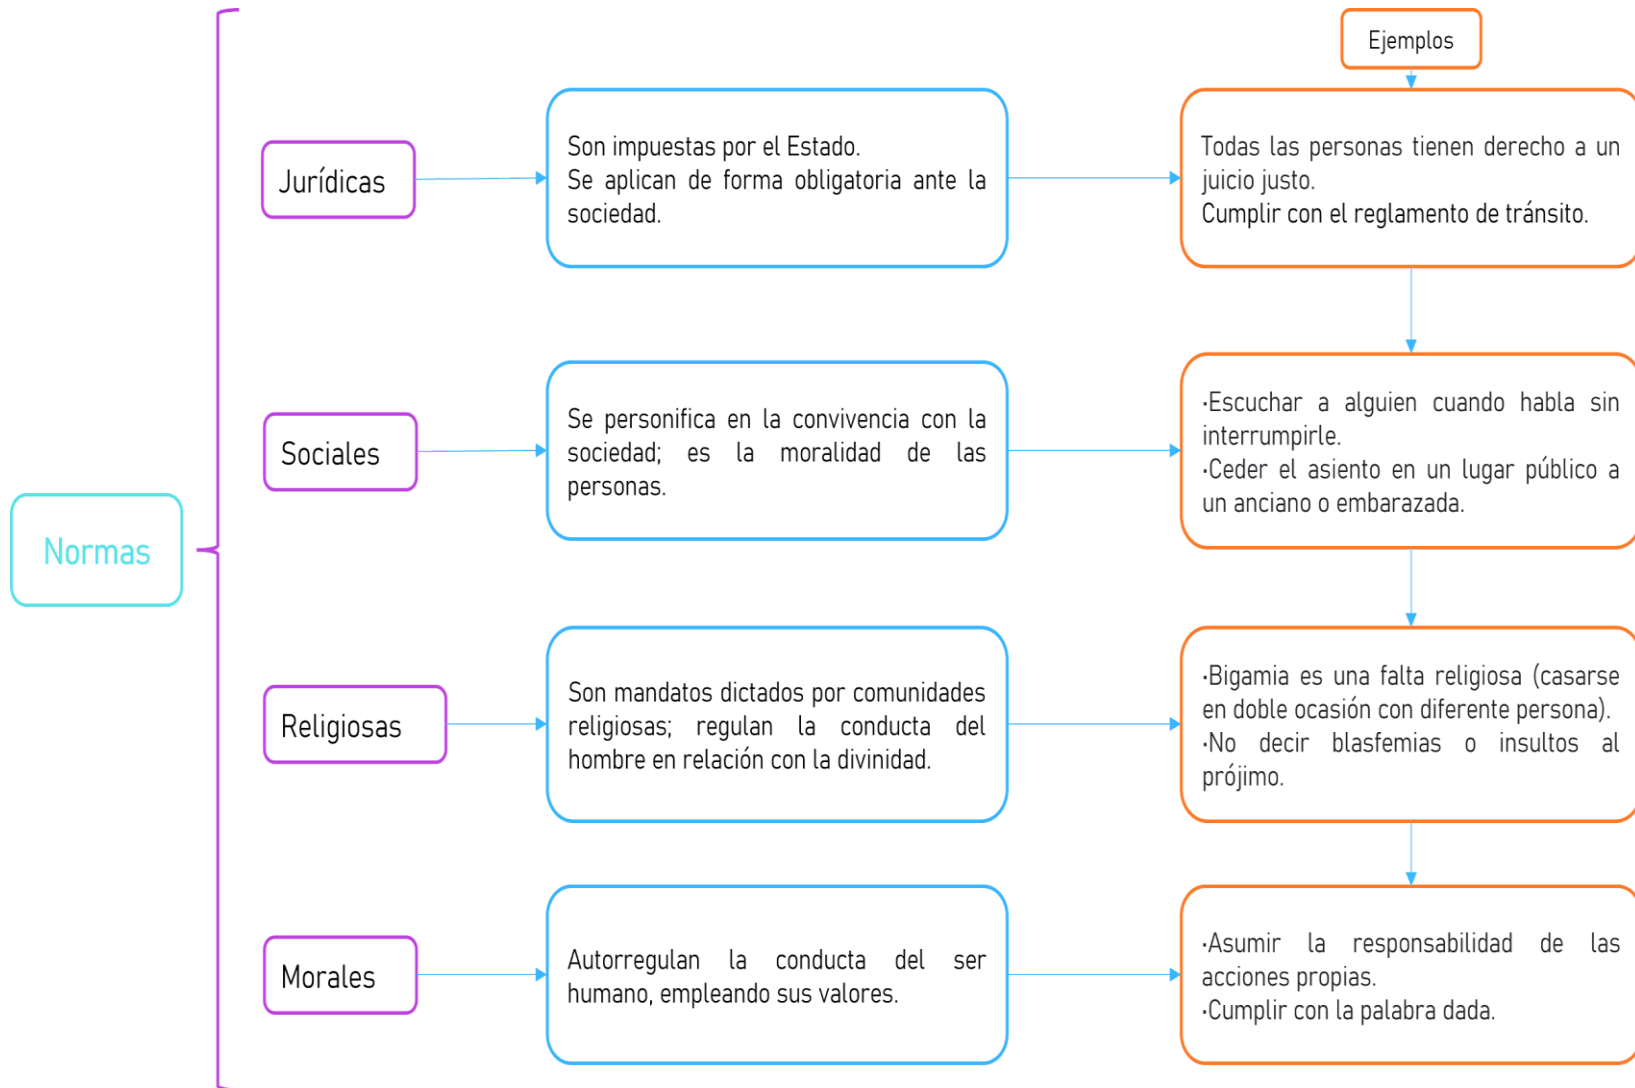 Ejemplos
Jurídicas
Son impuestas por el Estado.
Se aplican de forma obligatoria ante la
sociedad.
Todas las personas tienen derecho a un
juicio justo.
Cumplir con el reglamento de tránsito.
Sociales
Se personifica en la convivencia con la
sociedad; es la moralidad de las
personas.
·Escuchar a alguien cuando habla sin
interrumpirle.
·Ceder el asiento en un lugar público a
un anciano o embarazada.
Normas
Religiosas
Son mandatos dictados por comunidades
religiosas; regulan la conducta del
hombre en relación con la divinidad.
·Bigamia es una falta religiosa (casarse
en doble ocasión con diferente persona).
·No decir blasfemias o insultos al
prójimo.
Morales
Autorregulan la conducta del ser
humano, empleando sus valores.
·Asumir la responsabilidad de las
acciones propias.
·Cumplir con la palabra dada.